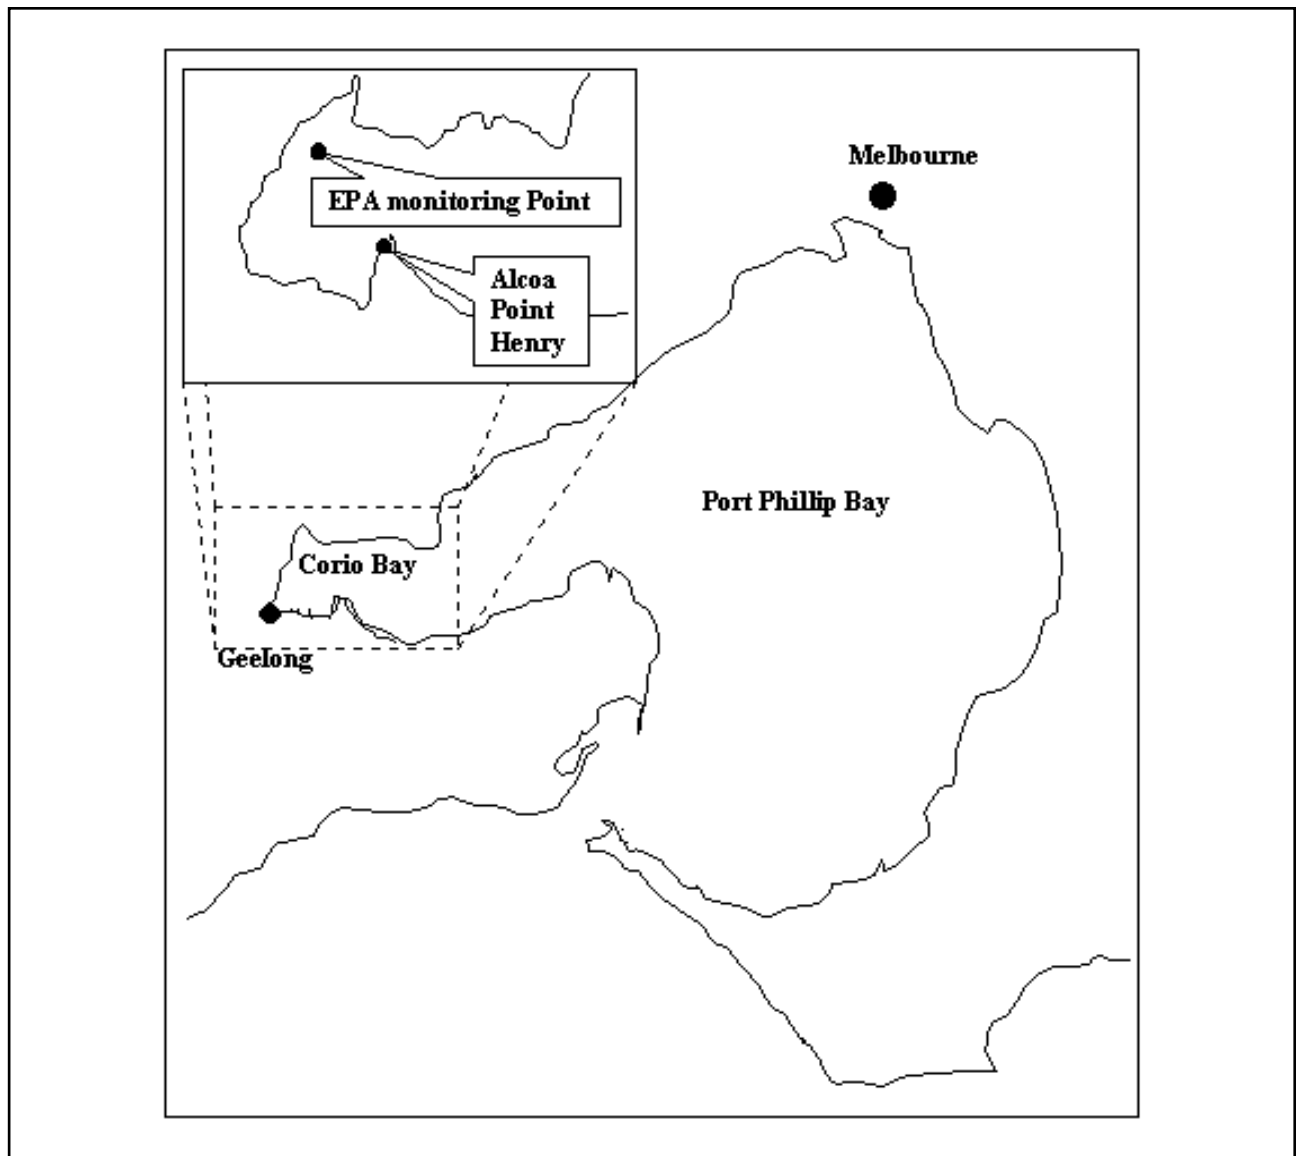 Melbourne
EPA monitoring Point
Alcoa
Point
Henry
Port Phillip Bay
Corio Bay
Geelong